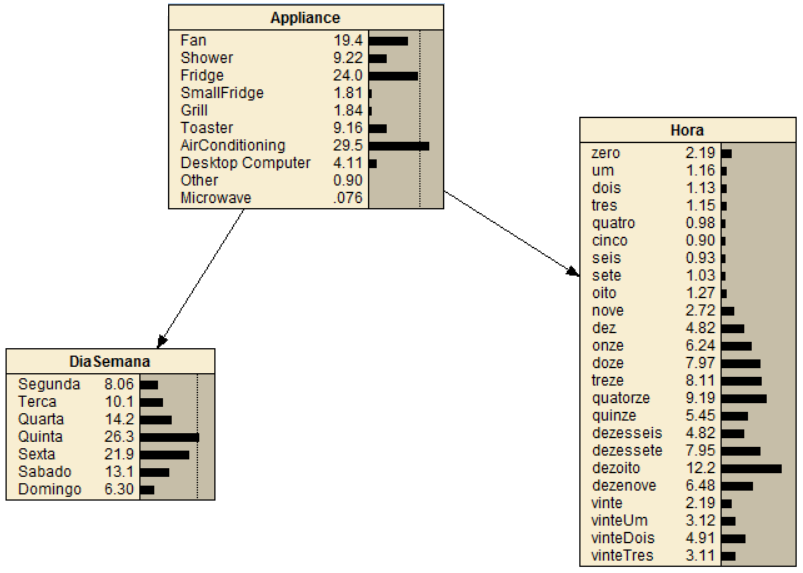 Appliance
Fan 19.4
Shower 9.22
Fridge 24.0
SmallFridge 1.81
Grill 1.84
Toaster 9.16
AirConditioning 29.5
Desktop Computer 4.11
Other 0.90
Microwave .076
Hora
zero 2.19
um 1.16
dois 1.13
tres 1.15
quatro 0.98
cinco 0.90
seis 0.93
sete 1.03
oito 1.27
nove 2.72
dez 4.82
onze 6.24
doze 7.97
treze 8.11
quatorze 9.19
quinze 5.45
dezesseis 4.82
dezessete 7.95
dezoito 12.2
dezenove 6.48
vinte 2.19
vinteUm 3.12
vinteDois 4.91
vinteTres 3.11
DiaSemana
Segunda 8.06
Terca 10.1
Quarta 14.2
Quinta 26.3
Sexta 21.9
Sabado 13.1
Domingo 6.30